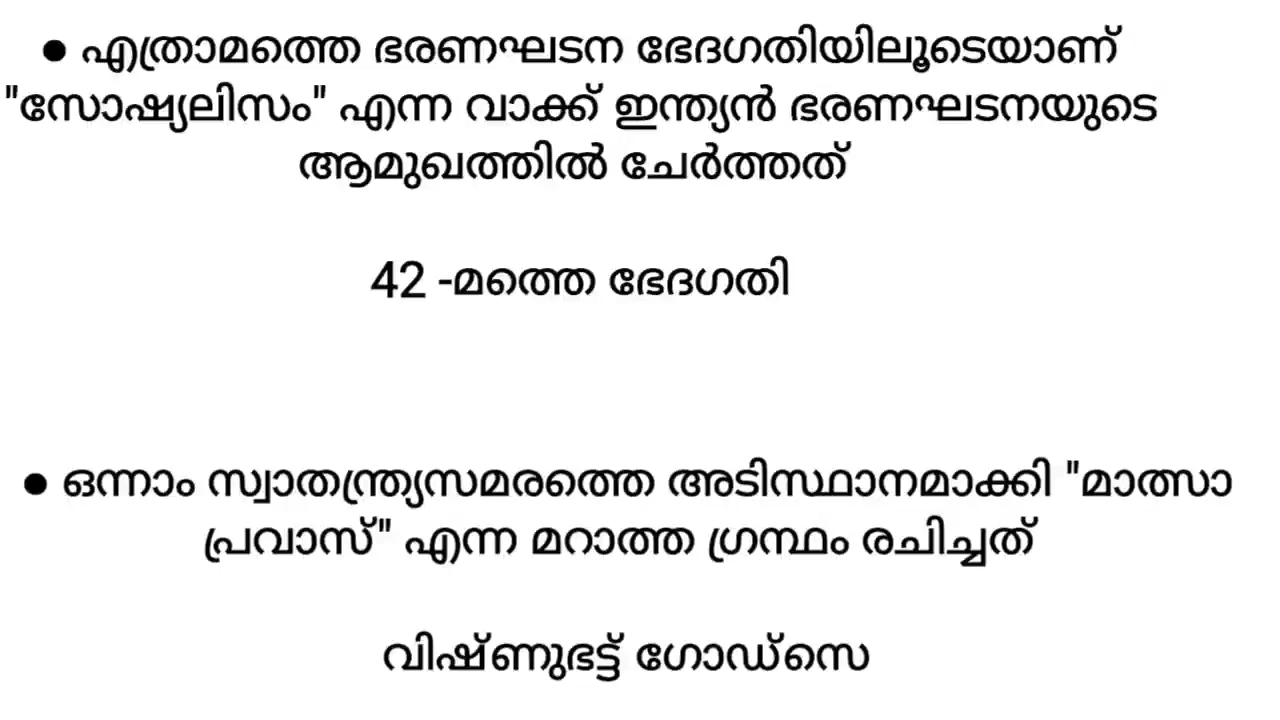 ● എത്രാമത്തെ ഭരണഘടന ഭേദഗതിയിലൂടെയാണ്
"സോഷ്യലിസം" എന്ന വാക്ക് ഇന്ത്യൻ ഭരണഘടനയുടെ
ആമുഖത്തിൽ ചേർത്തത്
42 -മത്തെ ഭേദഗതി
● ഒന്നാം സ്വാതന്ത്ര്യസമരത്തെ അടിസ്ഥാനമാക്കി "മാത്സാ
പ്രവാസ്" എന്ന മറാത്ത ഗ്രന്ഥം രചിച്ചത്
വിഷ്ണുഭട്ട് ഗോഡ്സെ